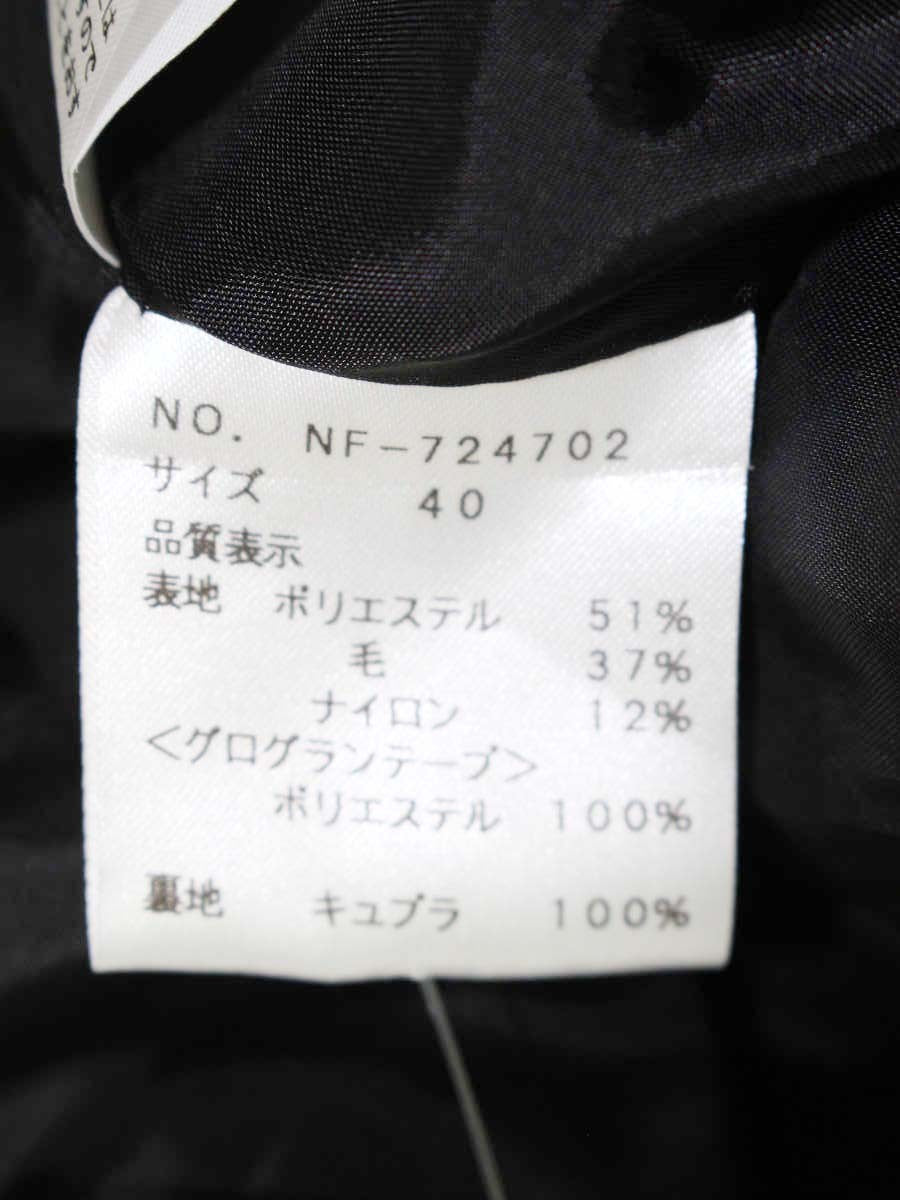 NO. NF-724702
サイズ 40
品質表示
表地 ポリエステル 51%
毛 37%
ナイロン 12%
<グログランテープ>
ポリエステル 100%
裏地 キュプラ 100%